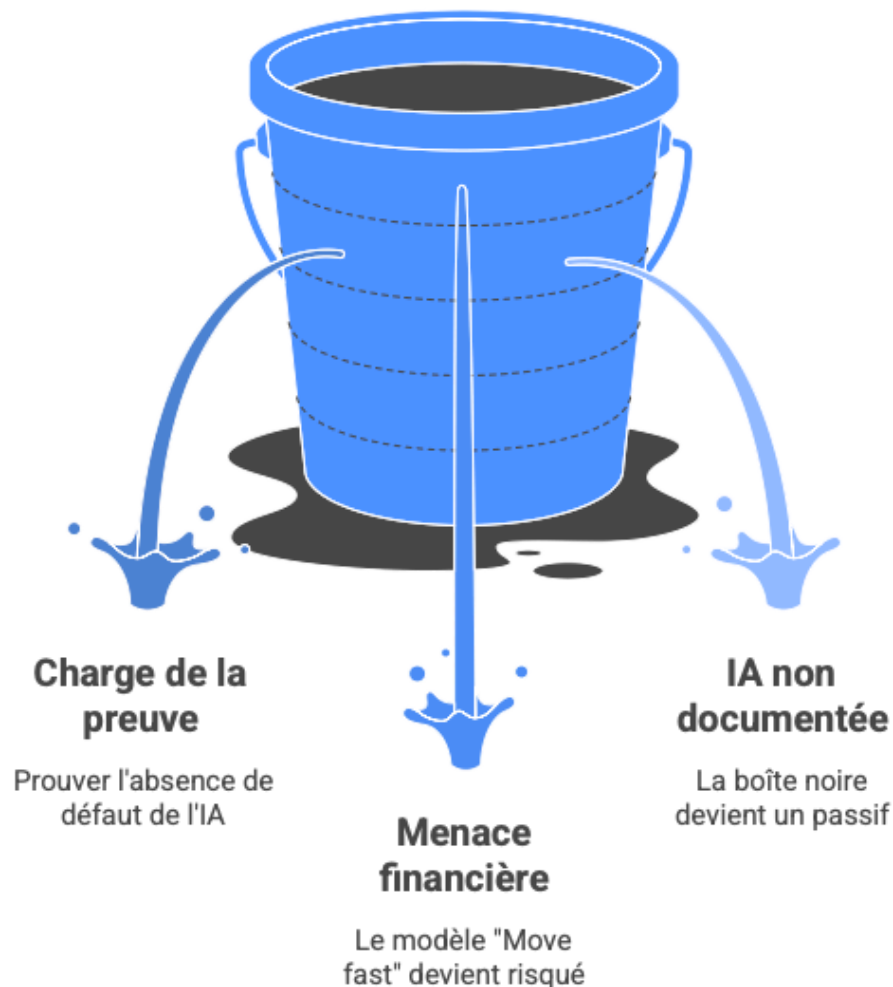 Charge de la
preuve
Prouver l'absence de
défaut de l'IA
Menace
financière
Le modèle "Move
fast" devient risqué
IA non
documentée
La boîte noire
devient un passif